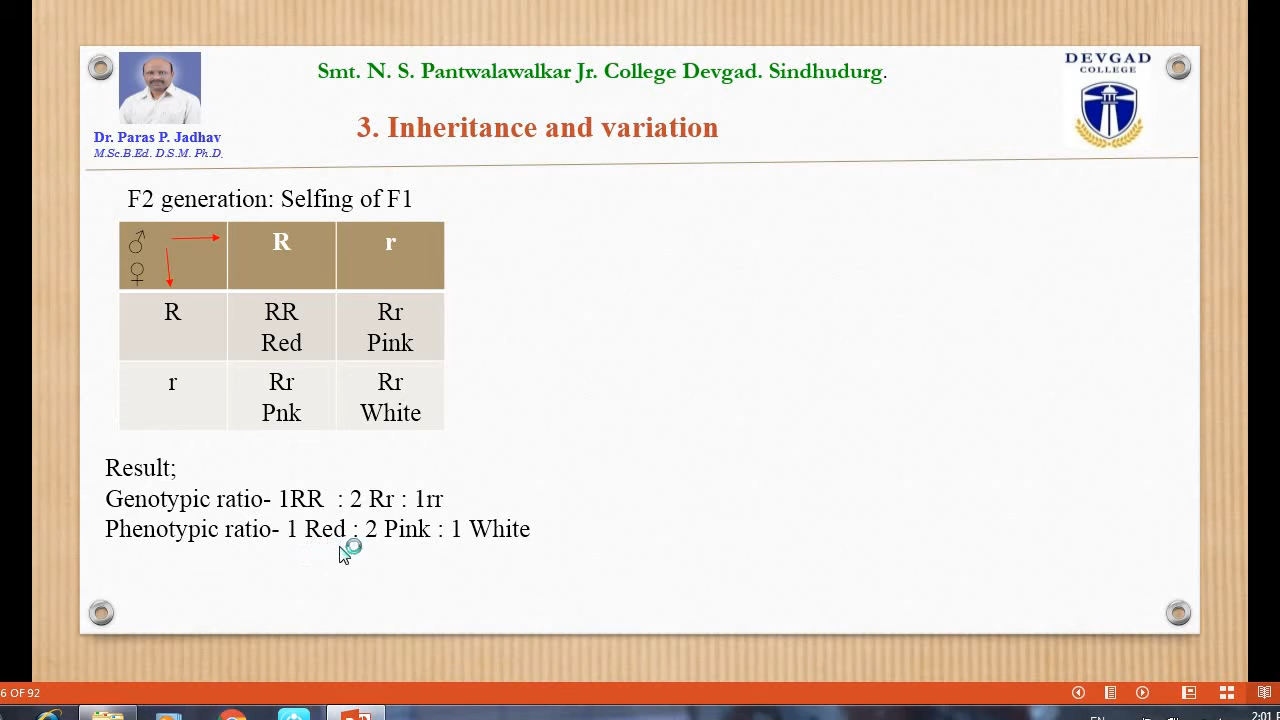 Smt. N. S. Pantwalawalkar Jr. College Devgad. Sindhudurg.
DEVGAD
COLLEGE
3. Inheritance and variation
Dr. Paras P. Jadhav
M.Sc.B.Ed. D.S.M. Ph.D.
F2 generation: Selfing of F1
♂ R r
♀
R RR Rr
Red Pink
r Rr Rr
Pnk White
Result;
Genotypic ratio- 1RR : 2 Rr : 1rr
Phenotypic ratio- 1 Red : 2 Pink : 1 White
6 OF 92